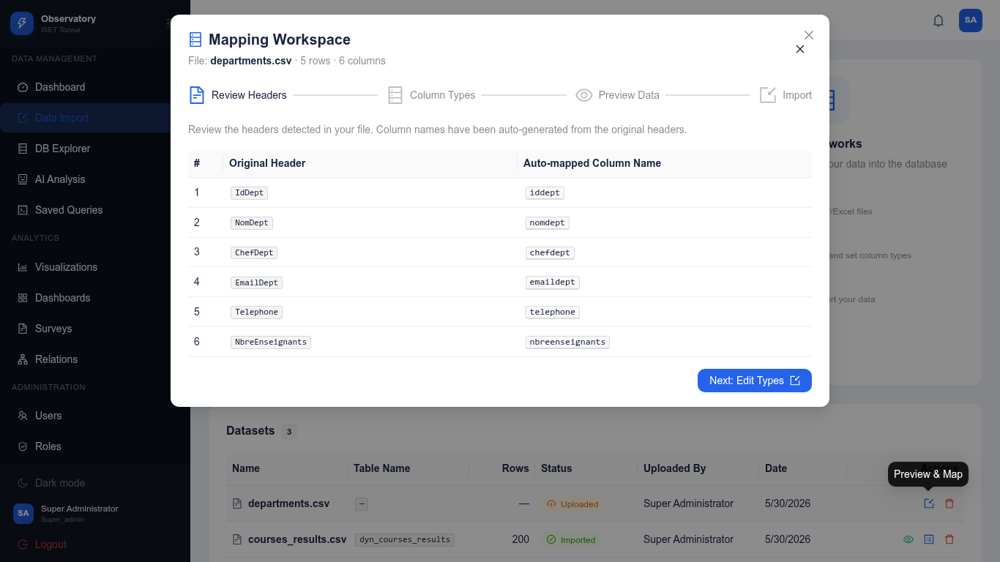 Observatory
ISET Tozeur
DATA MANAGEMENT
Dashboard
Data Import
DB Explorer
AI Analysis
Saved Queries
ANALYTICS
Visualizations
Dashboards
Surveys
Relations
ADMINISTRATION
Users
Roles
Dark mode
SA
Super Administrator
Super_admin
Logout
SA
Mapping Workspace
File: departments.csv · 5 rows · 6 columns
Review Headers
Column Types
Preview Data
Import
Review the headers detected in your file. Column names have been auto-generated from the original headers.
# Original Header Auto-mapped Column Name
1 IdDept iddept
2 NomDept nomdept
3 ChefDept chefdept
4 EmailDept emaildept
5 Telephone telephone
6 NbreEnseignants nbreenseignants
Next: Edit Types
works
your data into the database
/Excel files
and set column types
your data
Datasets 3
Name Table Name Rows Status Uploaded By Date
Preview & Map
departments.csv — — Uploaded Super Administrator 5/30/2026
courses_results.csv dyn_courses_results 200 Imported Super Administrator 5/30/2026